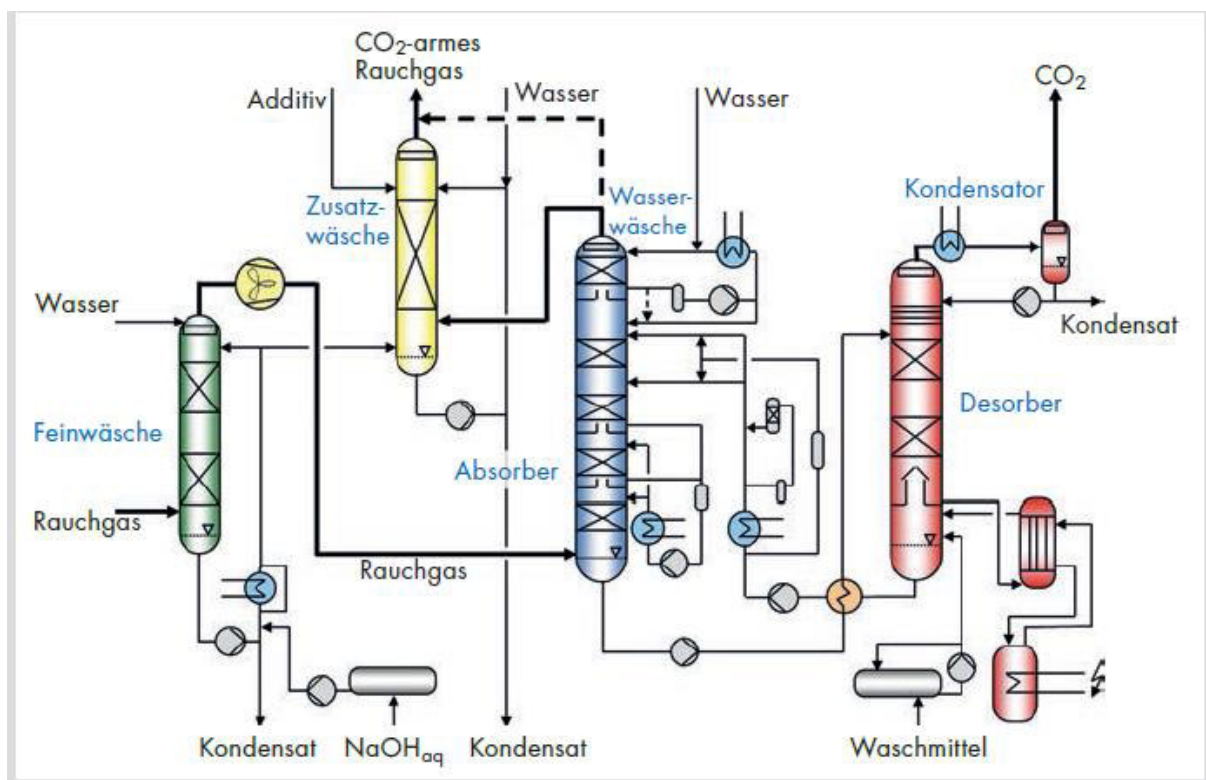 CO₂-armes
Rauchgas
Additiv
Wasser
Wasser
CO₂
Zusatz-
wäsche
Wasser-
wäsche
Kondensator
Wasser
Kondensat
Feinwäsche
Absorber
Desorber
Rauchgas
Rauchgas
Kondensat
NaOHaq
Kondensat
Waschmittel